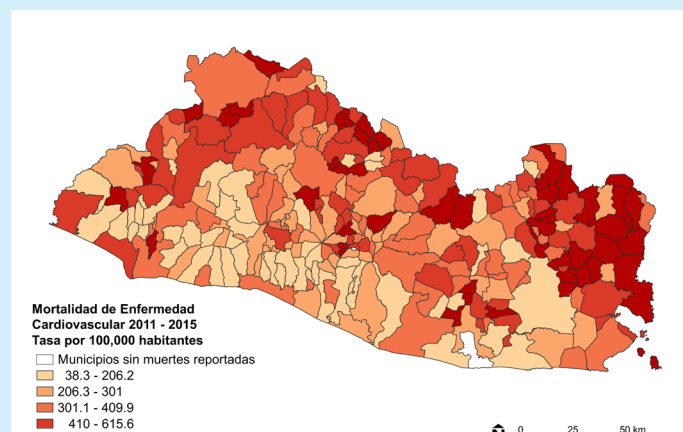 Mortalidad de Enfermedad
Cardiovascular 2011 - 2015
Tasa por 100,000 habitantes
Municipios sin muertes reportadas
38.3 - 206.2
206.3 - 301
301.1 - 409.9
410 - 615.6
0 25 50 km